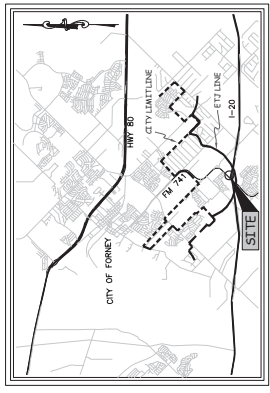 HWY 80
CITY LIMIT LINE
ETJ LINE
I-20
FM 741
CITY OF FORNEY
SITE